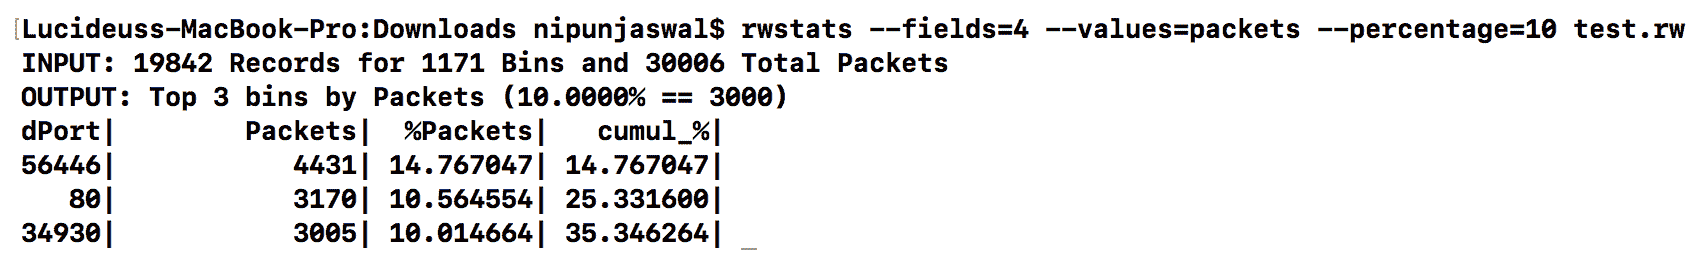 Lucideuss-MacBook-Pro:Downloads nipunjaswal$ rwstats --fields=4 --values=packets --percentage=10 test.rw
INPUT: 19842 Records for 1171 Bins and 30006 Total Packets
OUTPUT: Top 3 bins by Packets (10.0000% == 3000)
dPort|        Packets|  %Packets|   cumul_%|
56446|           4431| 14.767047| 14.767047|
   80|           3170| 10.564554| 25.331600|
34930|           3005| 10.014664| 35.346264|